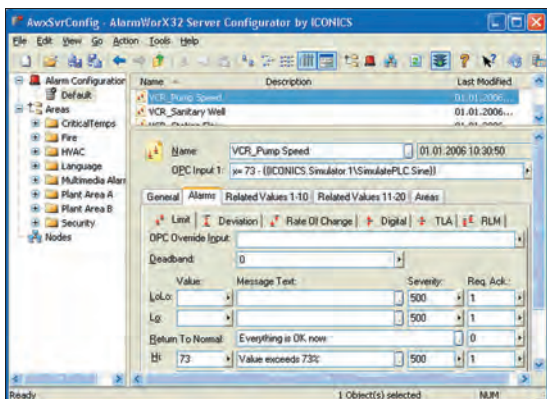 AwxSvrConfig - AlarmWorX32 Server Configurator by ICONICS
File Edit View Go Action Tools Help
Alarm Configuration
Default
Areas
CriticalTemps
Fire
HVAC
Language
Multimedia Alarr
Plant Area A
Plant Area B
Security
Nodes
Name Description Last Modified
VCR_Pump Speed 01.01.2006...
VCR_Sanitary Well 01.01.2006...
Name: VCR_Pump Speed 01.01.2006 10:30:50
OPC Input 1: x= 73 - ({ICONICS.Simulator.1\SimulatePLC.Sine})
General Alarms Related Values 1-10 Related Values 11-20 Areas
Limit Deviation Rate Of Change Digital TLA RLM
OPC Override Input:
Deadband: 0
Value: Message Text: Severity: Req. Ack.:
LoLo: 500 1
Lo: 500 1
Return To Normal: Everything is OK now 0
Hi: 73 Value exceeds 73% 500 1
Ready 1 Object(s) selected NUM